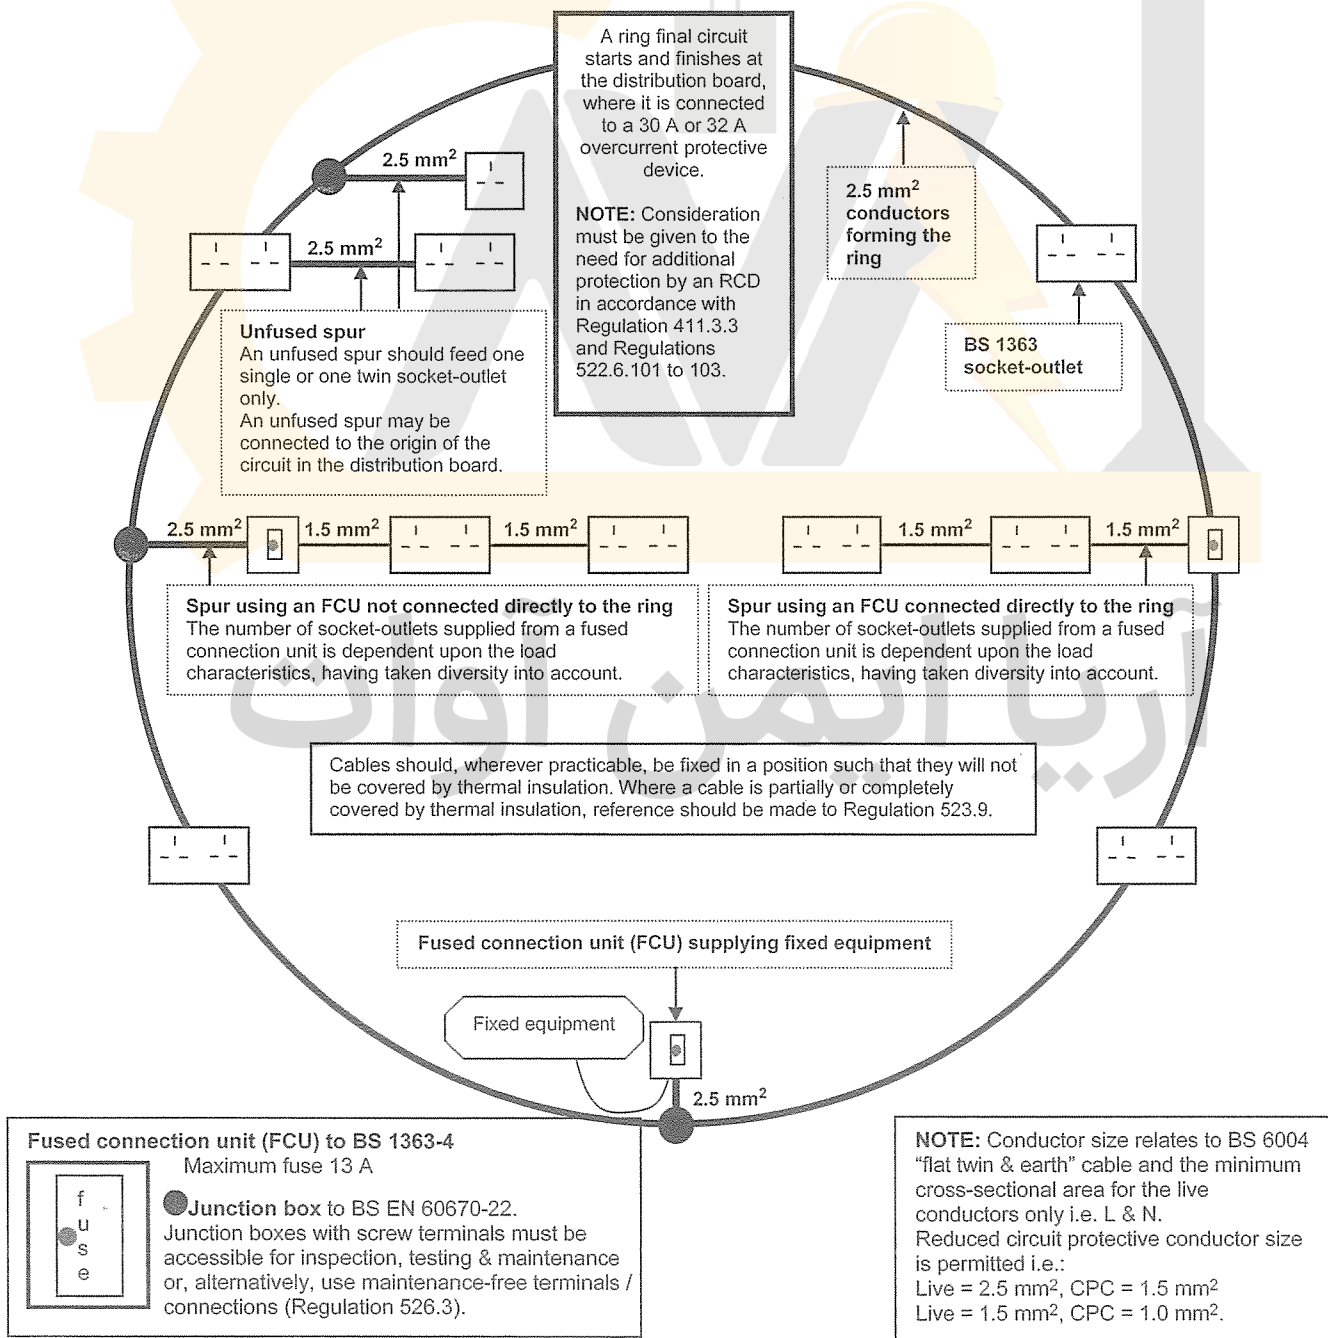 A ring final circuit
starts and finishes at
the distribution board,
where it is connected
to a 30 A or 32 A
overcurrent protective
device.
NOTE: Consideration
must be given to the
need for additional
protection by an RCD
in accordance with
Regulation 411.3.3
and Regulations
522.6.101 to 103.
2.5 mm²
2.5 mm²
conductors
forming the
ring
2.5 mm²
Unfused spur
An unfused spur should feed one
single or one twin socket-outlet
only.
An unfused spur may be
connected to the origin of the
circuit in the distribution board.
BS 1363
socket-outlet
2.5 mm² 1.5 mm² 1.5 mm²
1.5 mm² 1.5 mm²
Spur using an FCU not connected directly to the ring
The number of socket-outlets supplied from a fused
connection unit is dependent upon the load
characteristics, having taken diversity into account.
Spur using an FCU connected directly to the ring
The number of socket-outlets supplied from a fused
connection unit is dependent upon the load
characteristics, having taken diversity into account.
آریا ایمن آوات
Cables should, wherever practicable, be fixed in a position such that they will not
be covered by thermal insulation. Where a cable is partially or completely
covered by thermal insulation, reference should be made to Regulation 523.9.
Fused connection unit (FCU) supplying fixed equipment
Fixed equipment
2.5 mm²
Fused connection unit (FCU) to BS 1363-4
Maximum fuse 13 A
f
u
s
e
Junction box to BS EN 60670-22.
Junction boxes with screw terminals must be
accessible for inspection, testing & maintenance
or, alternatively, use maintenance-free terminals /
connections (Regulation 526.3).
NOTE: Conductor size relates to BS 6004
"flat twin & earth" cable and the minimum
cross-sectional area for the live
conductors only i.e. L & N.
Reduced circuit protective conductor size
is permitted i.e.:
Live = 2.5 mm², CPC = 1.5 mm²
Live = 1.5 mm², CPC = 1.0 mm².